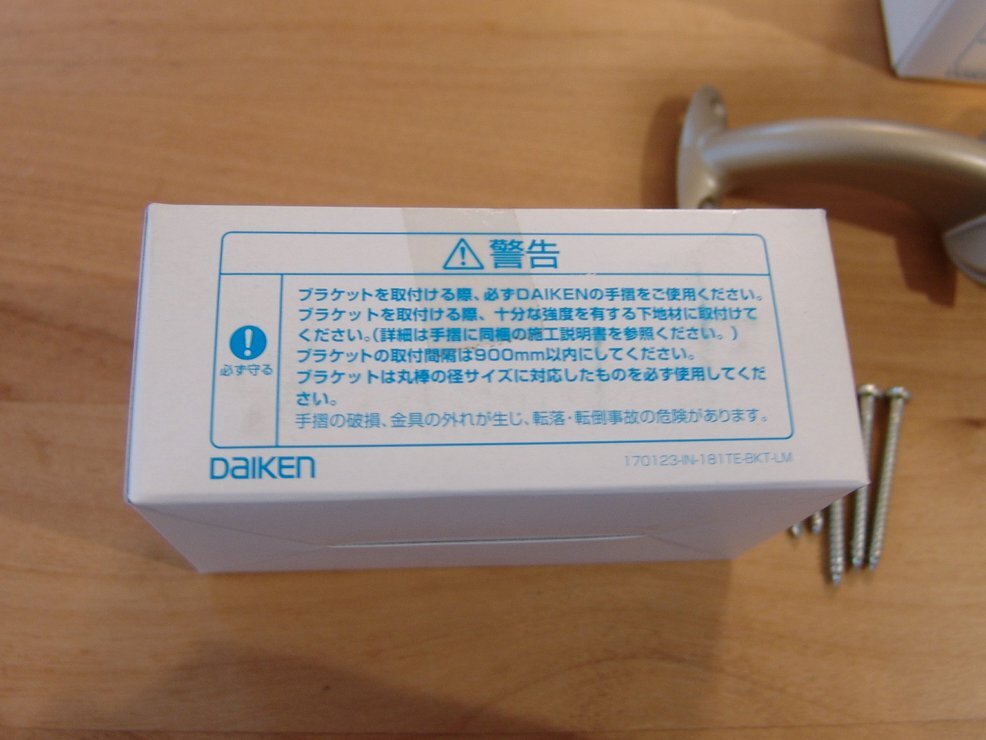 警告
必ず守る
ブラケットを取付ける際、必ずDAIKENの手摺をご使用ください。
ブラケットを取付ける際、十分な強度を有する下地材に取付けて
ください。(詳細は手摺に同梱の施工説明書を参照ください。)
ブラケットの取付間隔は900mm以内にしてください。
ブラケットは丸棒の径サイズに対応したものを必ず使用してくだ
さい。
手摺の破損、金具の外れが生じ、転落・転倒事故の危険があります。
DAIKEN
170123-IN-181TE-BKT-LM